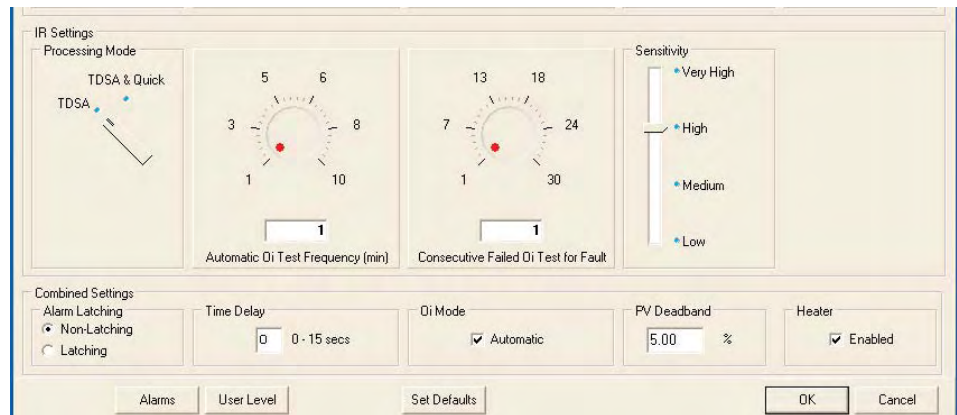 IR Settings
Processing Mode
TDSA & Quick
TDSA
5 6
3 8
1 10
1
Automatic Oi Test Frequency (min)
13 18
7 24
1 30
1
Consecutive Failed Oi Test for Fault
Sensitivity
Very High
High
Medium
Low
Combined Settings
Alarm Latching
Non-Latching
Latching
Time Delay
0 0 - 15 secs
Oi Mode
Automatic
PV Deadband
5.00 %
Heater
Enabled
Alarms User Level Set Defaults OK Cancel